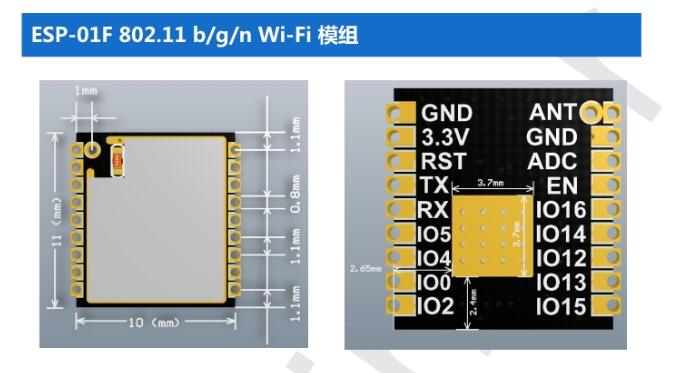 ESP-01F 802.11 b/g/n Wi-Fi 模组
1mm
1.1mm
0.8mm
1.1mm
1.1mm
11 (mm)
10 (mm)
GND ANT
3.3V GND
RST ADC
TX EN
3.7mm
RX IO16
IO5 IO14
3.7mm
IO4 IO12
2.65mm
IO0 IO13
IO2 IO15
2.4mm